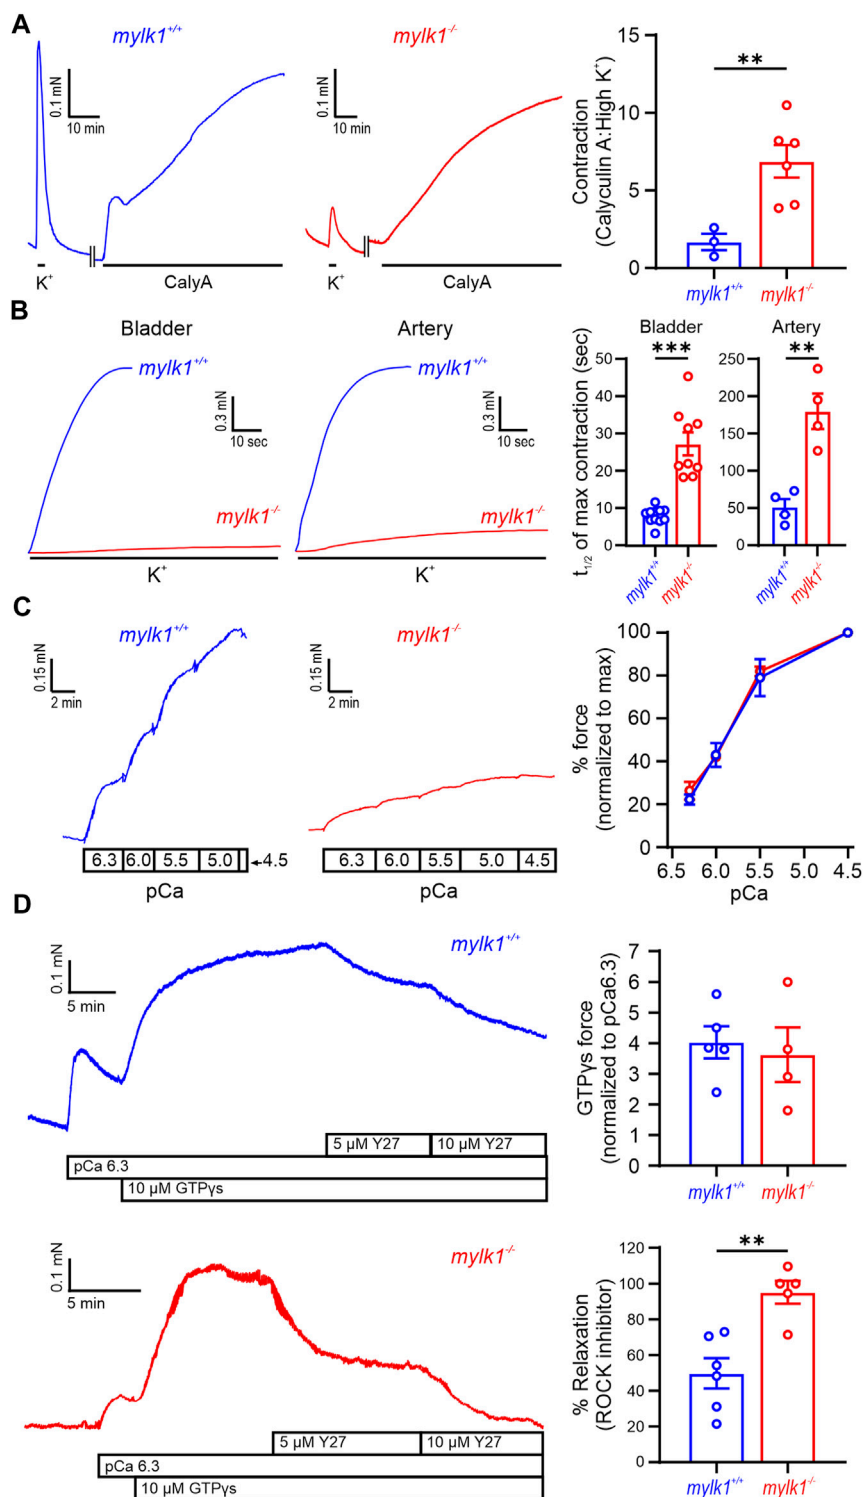 A
mylk1+/+
mylk1-/-
0.1 mN
10 min
0.1 mN
10 min
K+
CalyA
K+
CalyA
Contraction
(Calyculin A:High K+)
15
10
5
0
**
mylk1+/+
mylk1-/-
B
Bladder
Artery
mylk1+/+
mylk1+/+
0.3 mN
10 sec
0.3 mN
10 sec
mylk1-/-
mylk1-/-
K+
K+
t1/2 of max contraction (sec)
Bladder
Artery
***
**
50
40
30
20
10
0
250
200
150
100
50
0
mylk1+/+
mylk1-/-
mylk1+/+
mylk1-/-
C
mylk1+/+
mylk1-/-
0.15 mN
2 min
0.15 mN
2 min
6.3 6.0 5.5 5.0 4.5
pCa
6.3 6.0 5.5 5.0 4.5
pCa
% force
(normalized to max)
100
80
60
40
20
0
6.5 6.0 5.5 5.0 4.5
pCa
D
mylk1+/+
0.1 mN
5 min
5 µM Y27
10 µM Y27
pCa 6.3
10 µM GTPγs
GTPγs force
(normalized to pCa6.3)
7
6
5
4
3
2
1
0
mylk1+/+
mylk1-/-
mylk1-/-
0.1 mN
5 min
5 µM Y27
10 µM Y27
pCa 6.3
10 µM GTPγs
% Relaxation
(ROCK inhibitor)
120
100
80
60
40
20
0
**
mylk1+/+
mylk1-/-